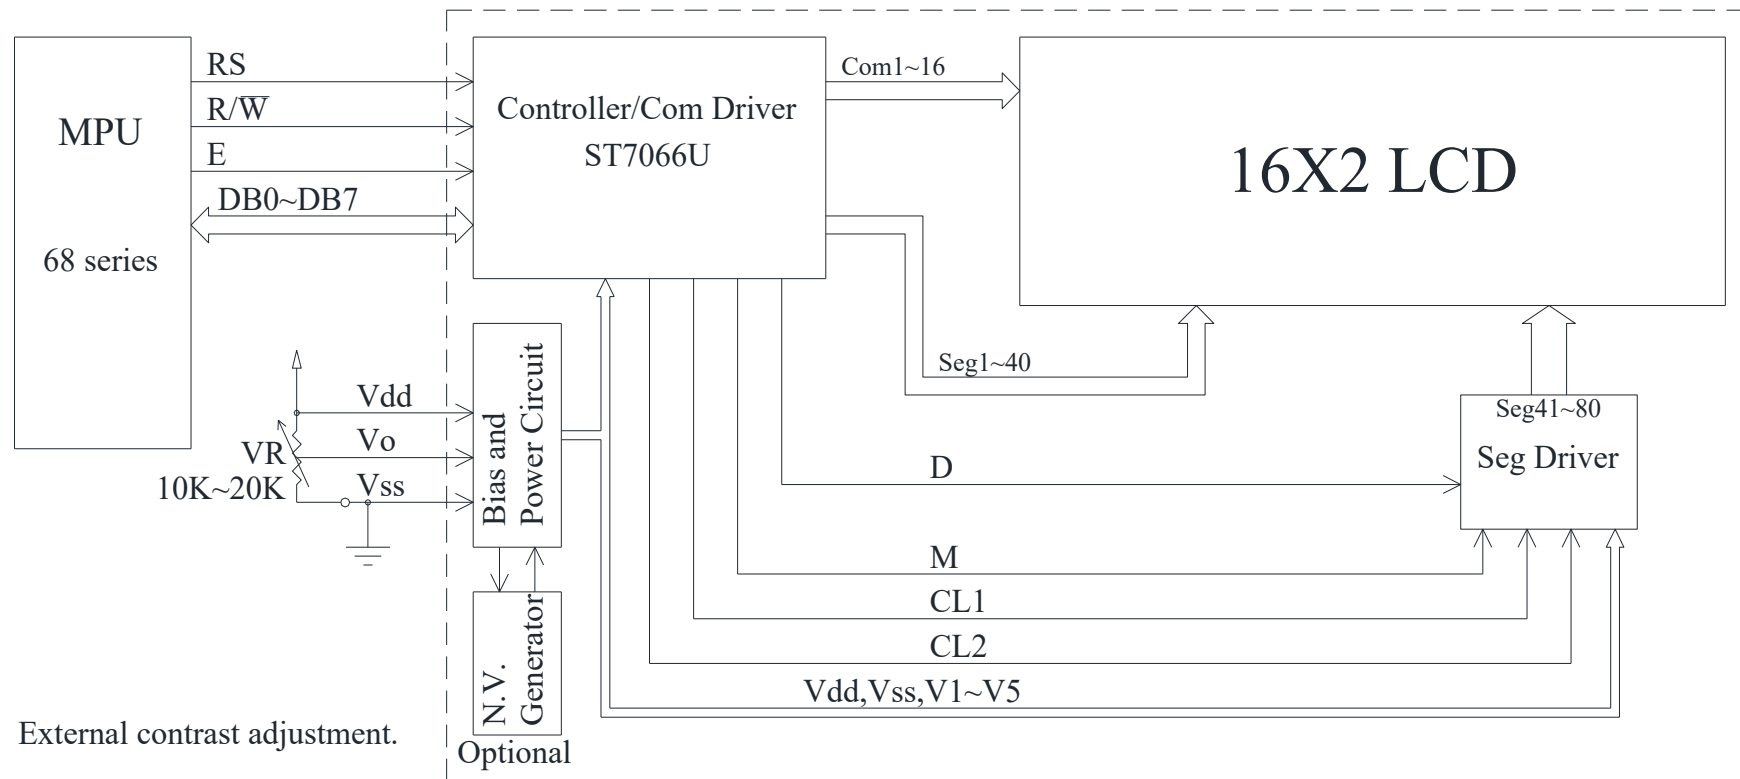 MPU
68 series
RS
R/W̅
E
DB0~DB7
Controller/Com Driver
ST7066U
Com1~16
16X2 LCD
Seg1~40
Seg41~80
Seg Driver
Vdd
Vo
Vss
VR
10K~20K
Bias and
Power Circuit
D
M
CL1
CL2
Vdd,Vss,V1~V5
N.V.
Generator
Optional
External contrast adjustment.